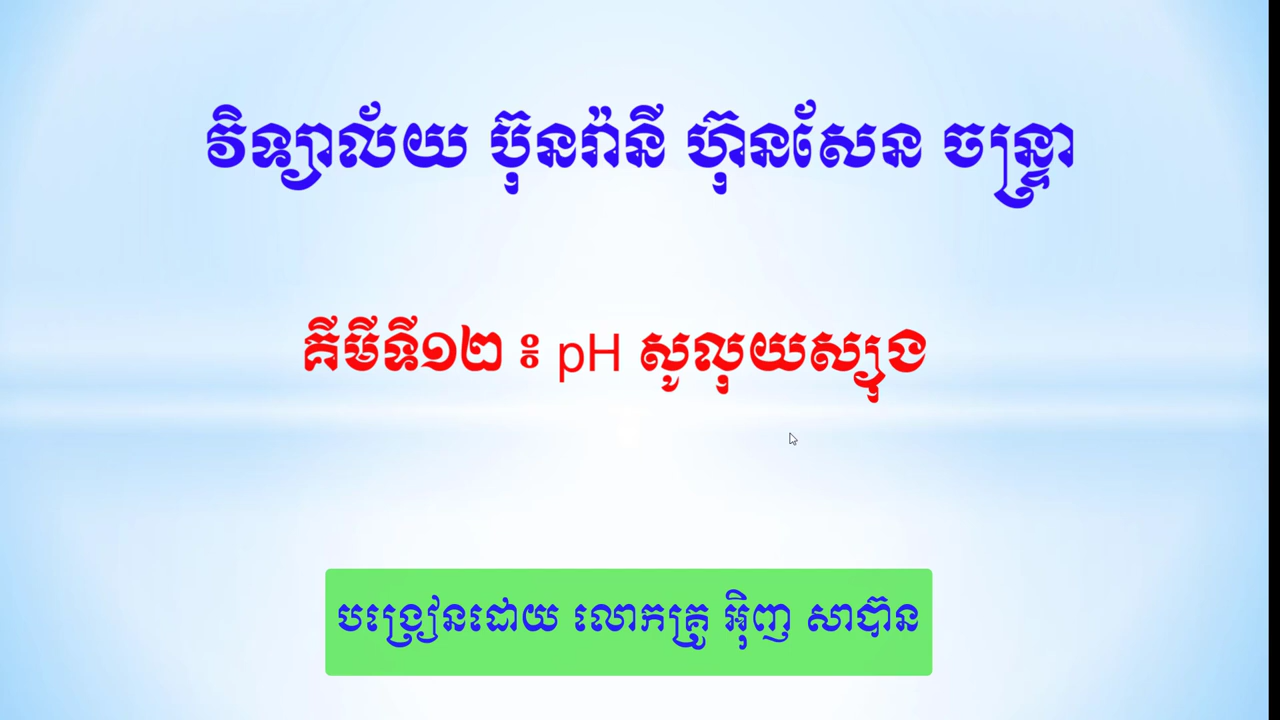 វិទ្យាល័យ ប៊ុនរ៉ានី ហ៊ុនសែន ចន្ទ្រា
គីមីទី១២ ៖ pH សូលុយស្យុង
បង្រៀនដោយ លោកគ្រូ អ៊ិញ សាប៊ាន